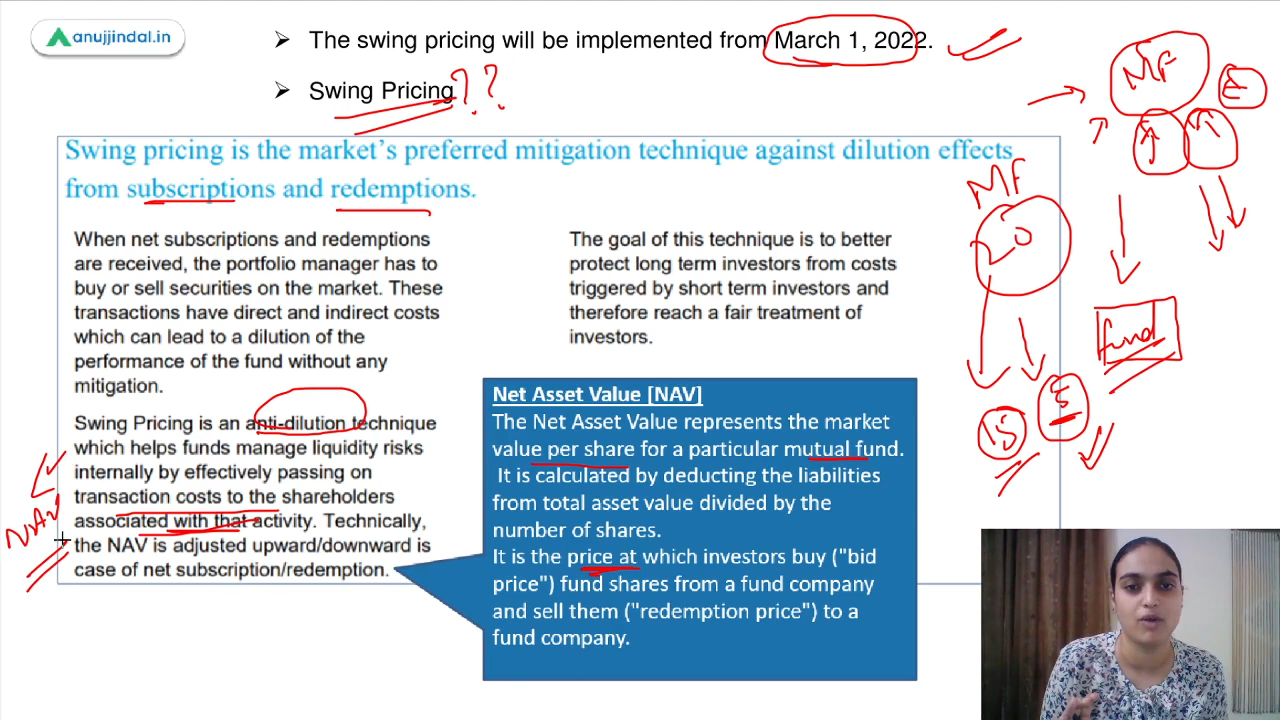 anujjindal.in
➢ The swing pricing will be implemented from March 1, 2022.
➢ Swing Pricing ??
Swing pricing is the market's preferred mitigation technique against dilution effects
from subscriptions and redemptions.
When net subscriptions and redemptions
are received, the portfolio manager has to
buy or sell securities on the market. These
transactions have direct and indirect costs
which can lead to a dilution of the
performance of the fund without any
mitigation.
Swing Pricing is an anti-dilution technique
which helps funds manage liquidity risks
internally by effectively passing on
transaction costs to the shareholders
associated with that activity. Technically,
the NAV is adjusted upward/downward is
case of net subscription/redemption.
The goal of this technique is to better
protect long term investors from costs
triggered by short term investors and
therefore reach a fair treatment of
investors.
Net Asset Value [NAV]
The Net Asset Value represents the market
value per share for a particular mutual fund.
It is calculated by deducting the liabilities
from total asset value divided by the
number of shares.
It is the price at which investors buy ("bid
price") fund shares from a fund company
and sell them ("redemption price") to a
fund company.
MF
MF
20
fund
15
5
NAV